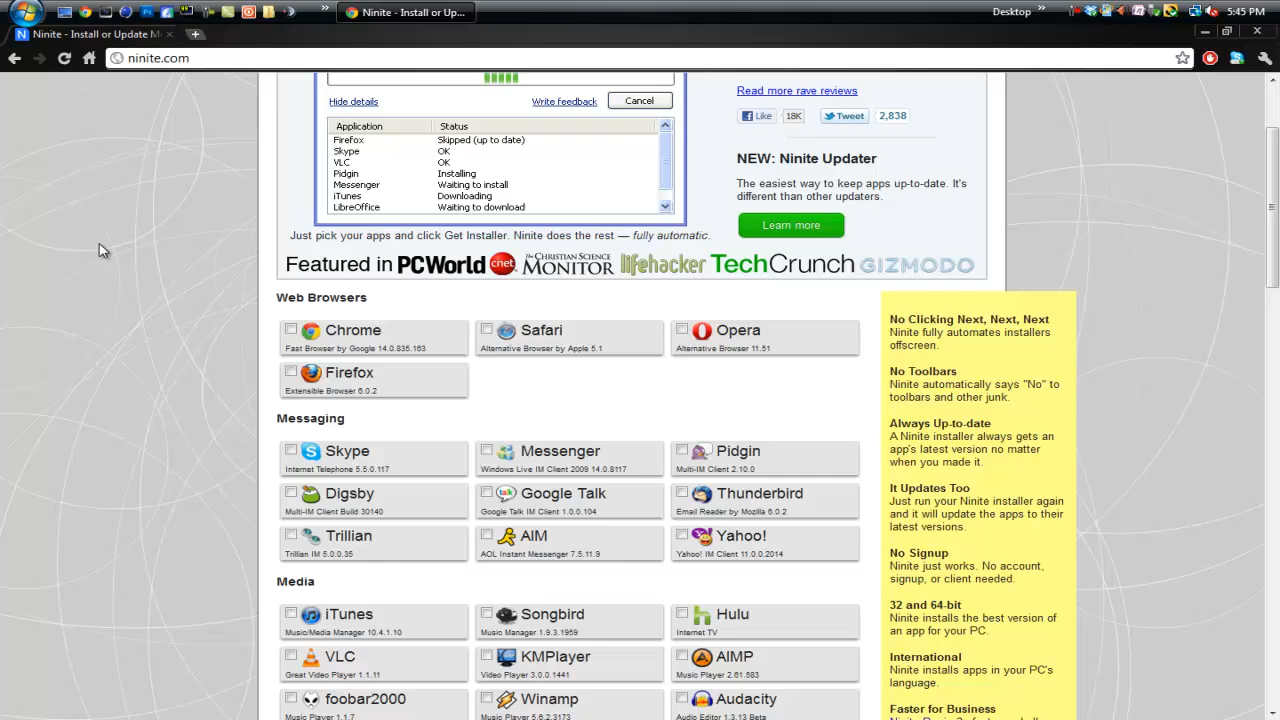 Ninite - Install or Up...
Desktop
5:45 PM
Ninite - Install or Update M
ninite.com
Hide details
Write feedback
Cancel
Application Status
Firefox Skipped (up to date)
Skype OK
VLC OK
Pidgin Installing
Messenger Waiting to install
iTunes Downloading
LibreOffice Waiting to download
Just pick your apps and click Get Installer. Ninite does the rest — fully automatic.
Read more rave reviews
Like 18K Tweet 2,838
NEW: Ninite Updater
The easiest way to keep apps up-to-date. It's
different than other updaters.
Learn more
Featured in PCWorld cnet THE CHRISTIAN SCIENCE MONITOR lifehacker TechCrunch GIZMODO
Web Browsers
Chrome
Fast Browser by Google 14.0.835.163
Safari
Alternative Browser by Apple 5.1
Opera
Alternative Browser 11.51
Firefox
Extensible Browser 6.0.2
Messaging
Skype
Internet Telephone 5.5.0.117
Messenger
Windows Live IM Client 2009 14.0.8117
Pidgin
Multi-IM Client 2.10.0
Digsby
Multi-IM Client Build 30140
Google Talk
Google Talk IM Client 1.0.0.104
Thunderbird
Email Reader by Mozilla 6.0.2
Trillian
Trillian IM 5.0.0.35
AIM
AOL Instant Messenger 7.5.11.9
Yahoo!
Yahoo! IM Client 11.0.0.2014
Media
iTunes
Music/Media Manager 10.4.1.10
Songbird
Music Manager 1.9.3.1959
Hulu
Internet TV
VLC
Great Video Player 1.1.11
KMPlayer
Video Player 3.0.0.1441
AIMP
Music Player 2.61.583
foobar2000
Music Player 1.1.7
Winamp
Music Player 5.6.2.3173
Audacity
Audio Editor 1.3.13 Beta
No Clicking Next, Next, Next
Ninite fully automates installers
offscreen.
No Toolbars
Ninite automatically says "No" to
toolbars and other junk.
Always Up-to-date
A Ninite installer always gets an
app's latest version no matter
when you made it.
It Updates Too
Just run your Ninite installer again
and it will update the apps to their
latest versions.
No Signup
Ninite just works. No account,
signup, or client needed.
32 and 64-bit
Ninite installs the best version of
an app for your PC.
International
Ninite installs apps in your PC's
language.
Faster for Business